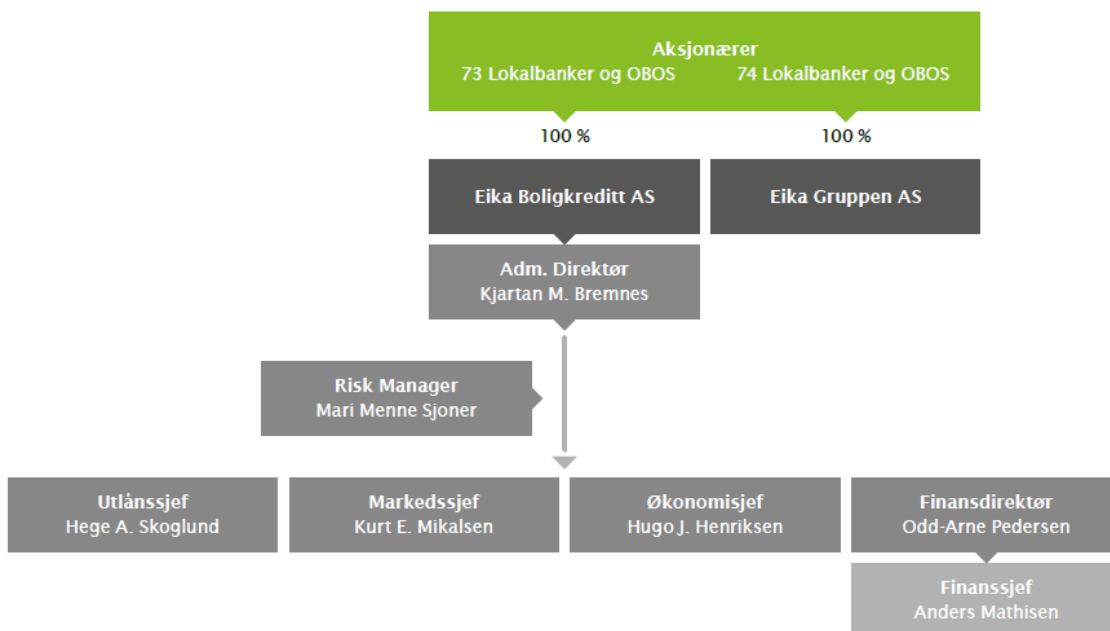 Aksjonærer
73 Lokalbanker og OBOS
74 Lokalbanker og OBOS
100 %
100 %
Eika Boligkreditt AS
Eika Gruppen AS
Adm. Direktør
Kjartan M. Bremnes
Risk Manager
Mari Menne Sjoner
Utlånssjef
Hege A. Skoglund
Markedssjef
Kurt E. Mikalsen
Økonomisjef
Hugo J. Henriksen
Finansdirektør
Odd-Arne Pedersen
Finanssjef
Anders Mathisen